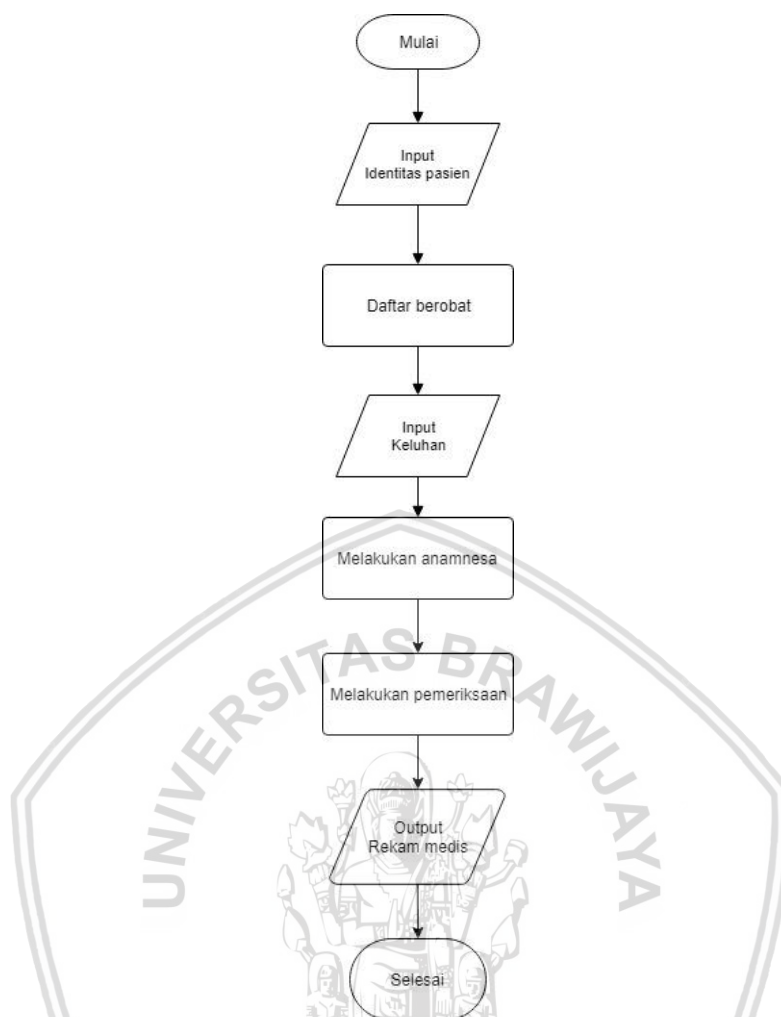 Mulai
Input
Identitas pasien
Daftar berobat
Input
Keluhan
Melakukan anamnesa
UNIVERSITAS BRAWIJAYA
Melakukan pemeriksaan
Output
Rekam medis
Selesai